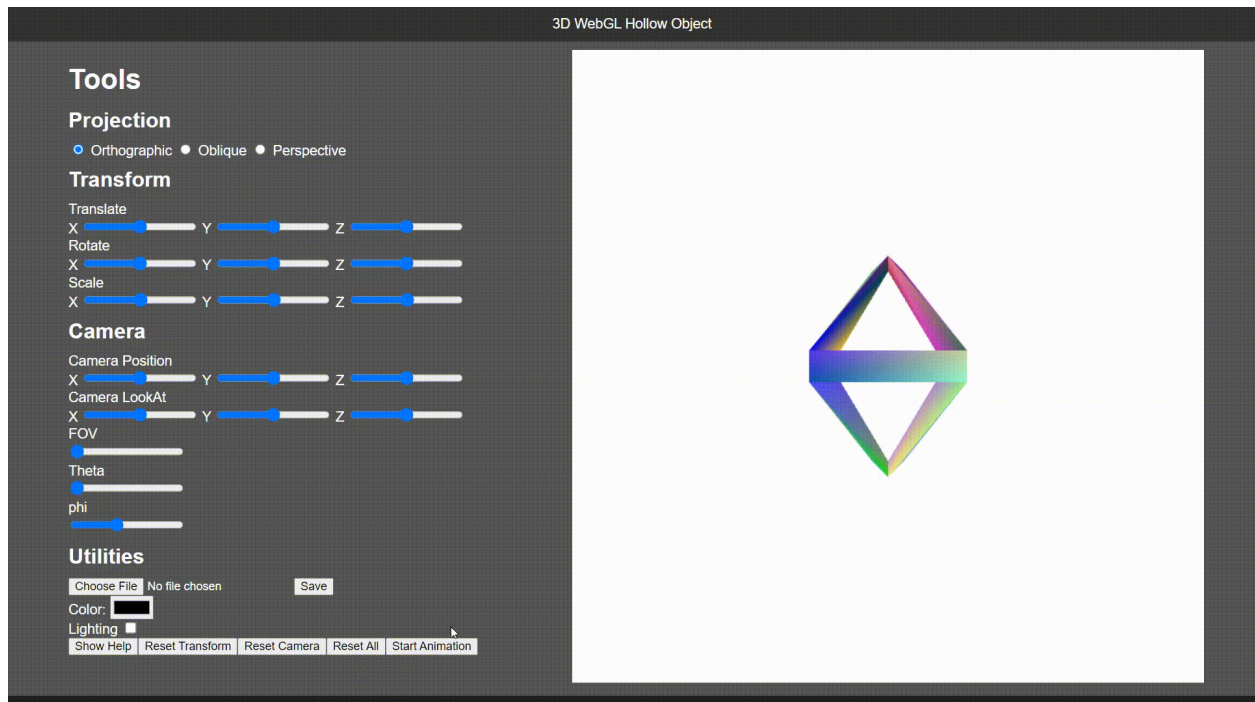 3D WebGL Hollow Object
Tools
Projection
Orthographic Oblique Perspective
Transform
Translate
X Y Z
Rotate
X Y Z
Scale
X Y Z
Camera
Camera Position
X Y Z
Camera LookAt
X Y Z
FOV
Theta
phi
Utilities
Choose File No file chosen Save
Color:
Lighting
Show Help Reset Transform Reset Camera Reset All Start Animation